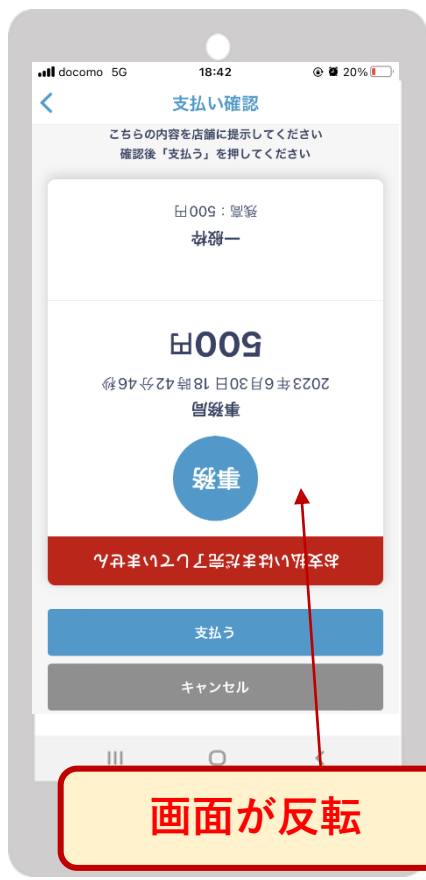 docomo 5G 18:42 20%
支払い確認
こちらの内容を店舗に提示してください
確認後「支払う」を押してください
残高：500円
一般枠
500円
2023年6月30日 18時42分46秒
事務局
事務
お支払いはまだ完了していません
支払う
キャンセル
画面が反転